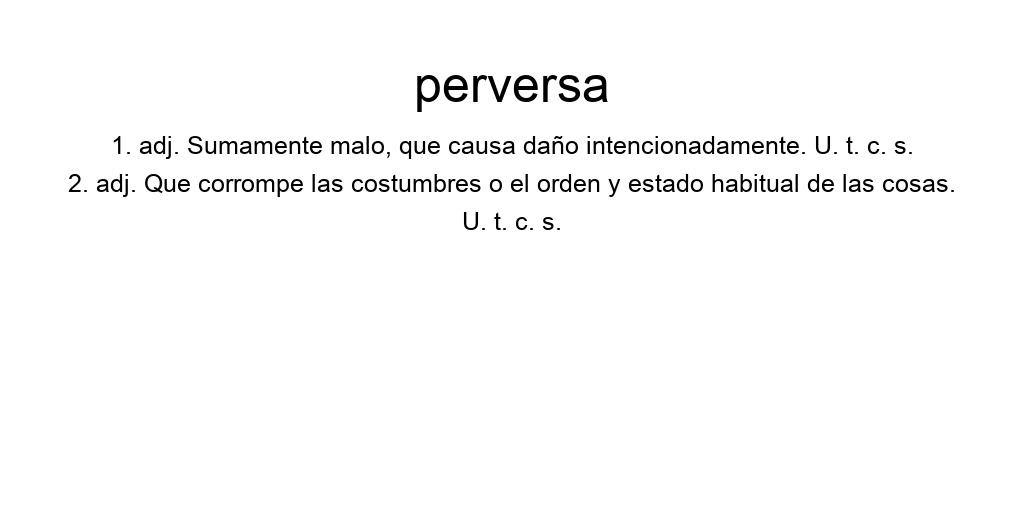 perversa
1. adj. Sumamente malo, que causa daño intencionadamente. U. t. c. s.
2. adj. Que corrompe las costumbres o el orden y estado habitual de las cosas.
U. t. c. s.